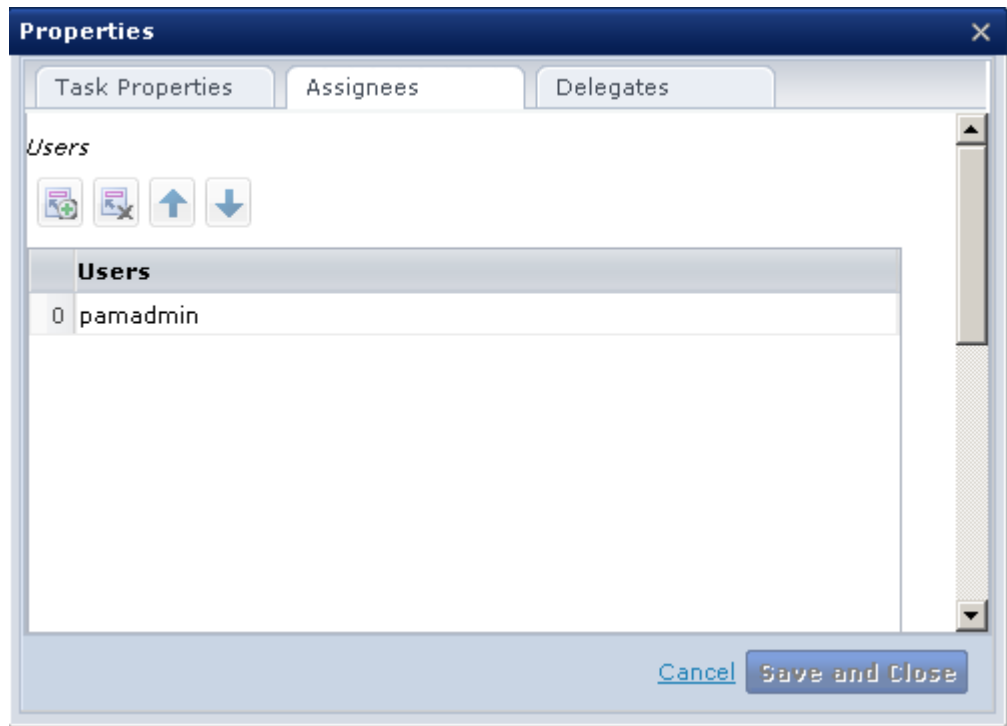 Properties
Task Properties Assignees Delegates
Users
Users
0 pamadmin
Cancel Save and Close